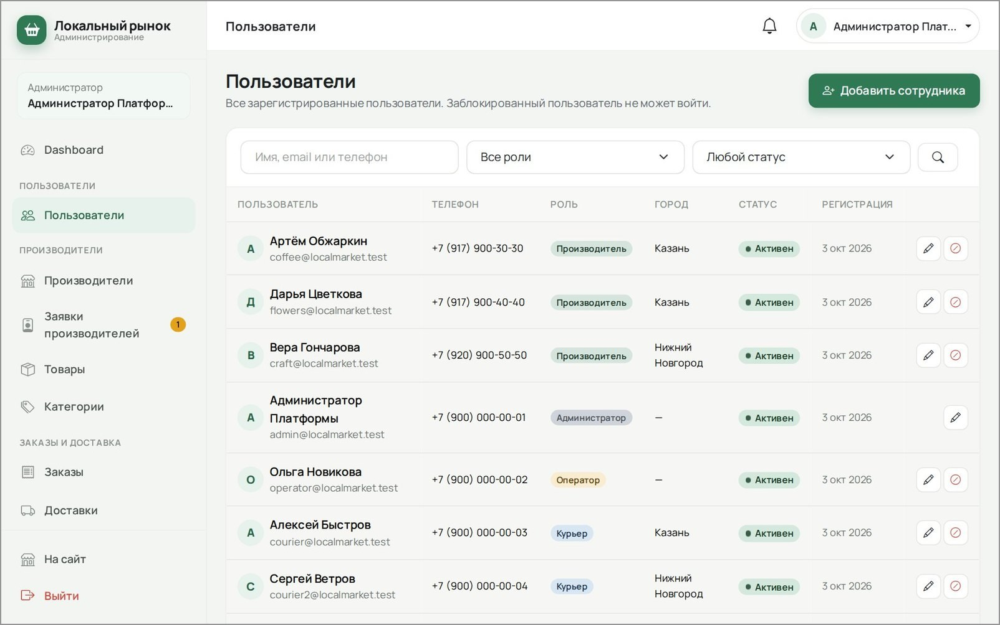 Локальный рынок
Администрирование
Администратор
Администратор Платфор...
Dashboard
ПОЛЬЗОВАТЕЛИ
Пользователи
ПРОИЗВОДИТЕЛИ
Производители
Заявки
производителей
1
Товары
Категории
ЗАКАЗЫ И ДОСТАВКА
Заказы
Доставки
На сайт
Выйти
Пользователи
А
Администратор Плат...
Пользователи
Все зарегистрированные пользователи. Заблокированный пользователь не может войти.
Добавить сотрудника
Имя, email или телефон
Все роли
Любой статус
ПОЛЬЗОВАТЕЛЬ ТЕЛЕФОН РОЛЬ ГОРОД СТАТУС РЕГИСТРАЦИЯ
А Артём Обжаркин +7 (917) 900-30-30 Производитель Казань Активен 3 окт 2026
coffee@localmarket.test
Д Дарья Цветкова +7 (917) 900-40-40 Производитель Казань Активен 3 окт 2026
flowers@localmarket.test
В Вера Гончарова +7 (920) 900-50-50 Производитель Нижний Новгород Активен 3 окт 2026
craft@localmarket.test
А Администратор Платформы +7 (900) 000-00-01 Администратор — Активен 3 окт 2026
admin@localmarket.test
О Ольга Новикова +7 (900) 000-00-02 Оператор — Активен 3 окт 2026
operator@localmarket.test
А Алексей Быстров +7 (900) 000-00-03 Курьер Казань Активен 3 окт 2026
courier@localmarket.test
С Сергей Ветров +7 (900) 000-00-04 Курьер Нижний Новгород Активен 3 окт 2026
courier2@localmarket.test